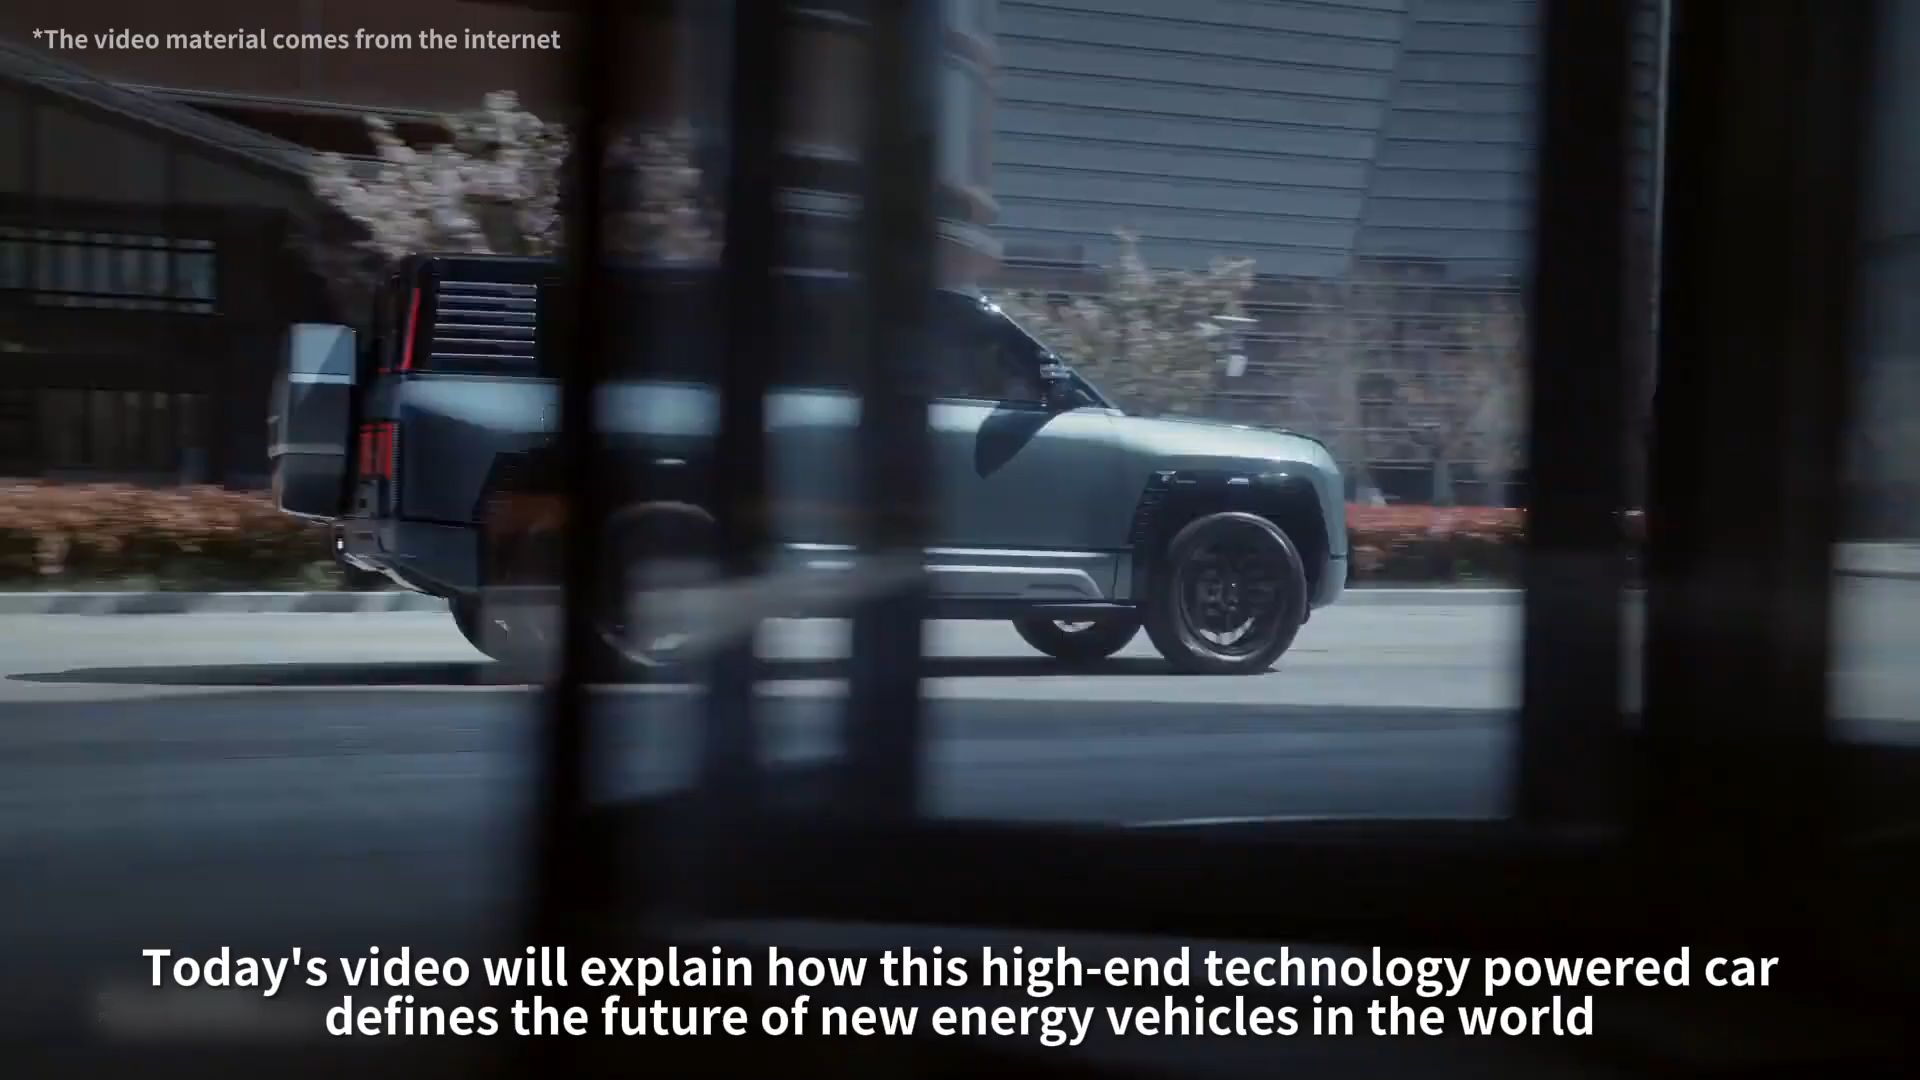 *The video material comes from the internet
Today's video will explain how this high-end technology powered car
defines the future of new energy vehicles in the world